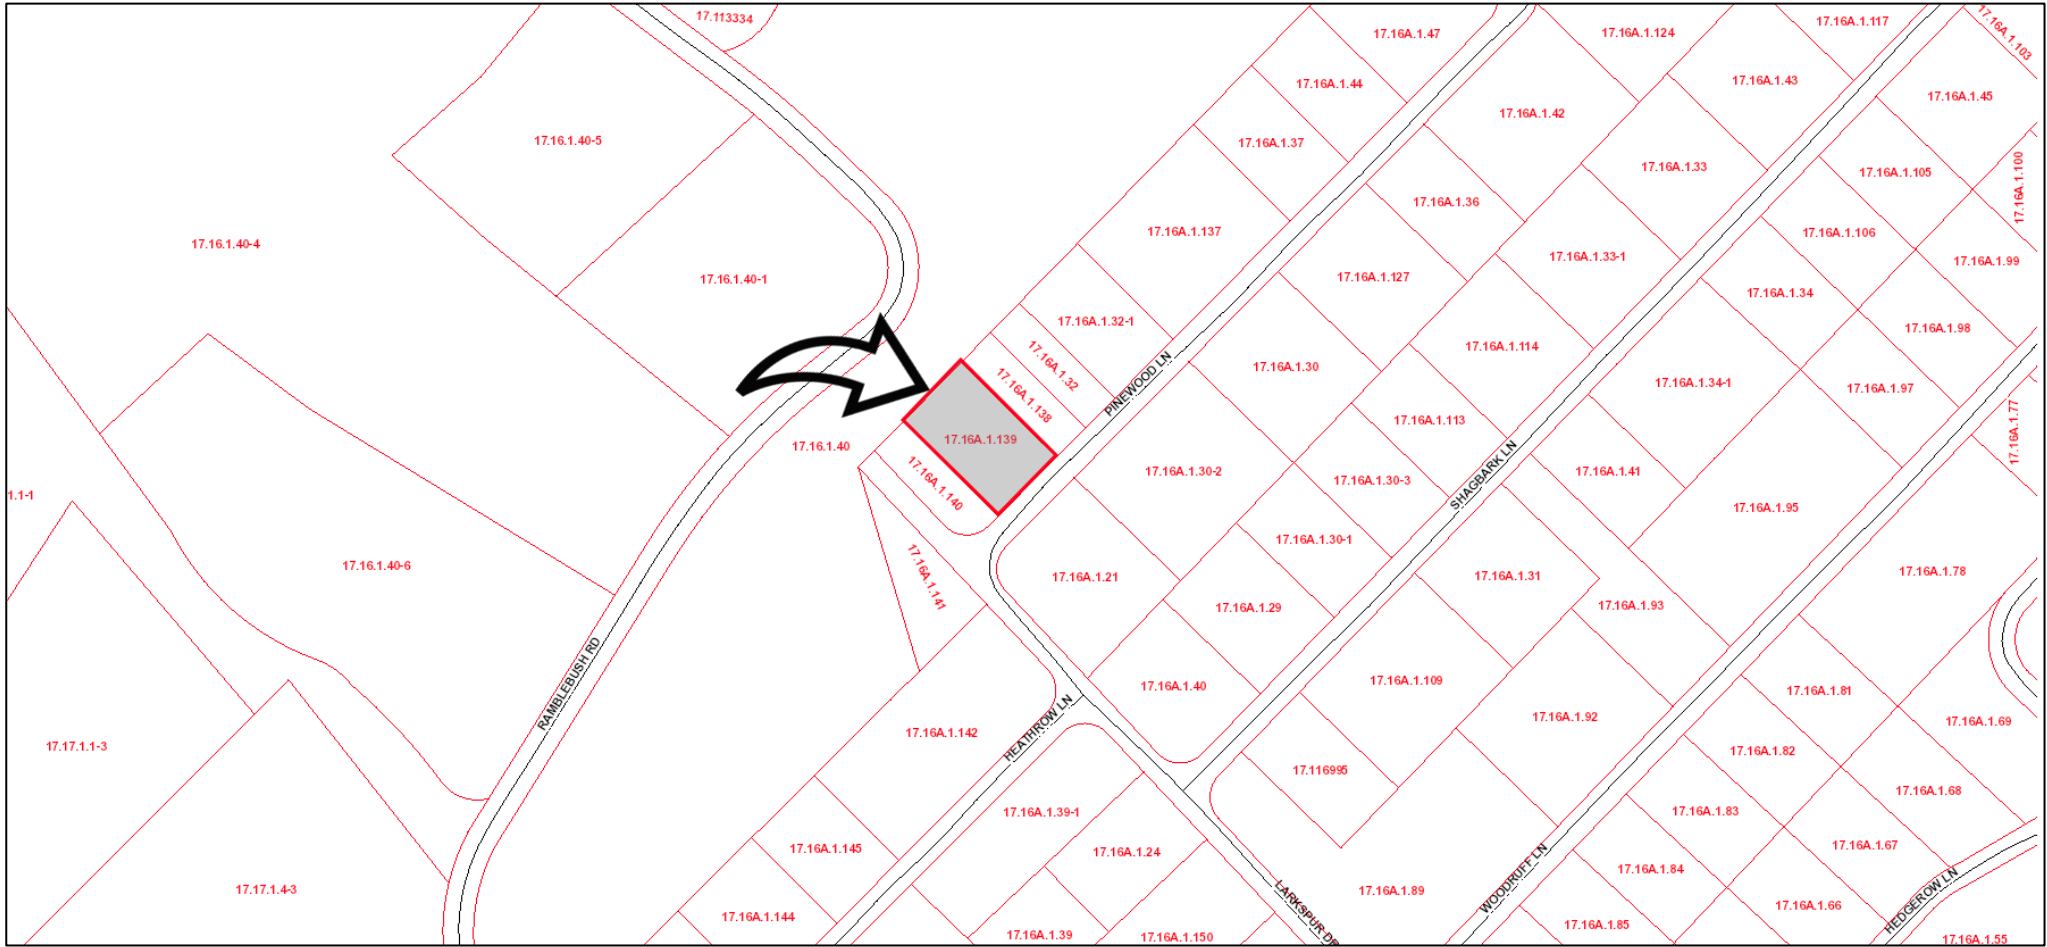 17.113334
17.16A.1.47
17.16A.1.124
17.16A.1.117
17.16A.1.103
17.16A.1.44
17.16A.1.43
17.16A.1.45
17.16.1.40-5
17.16A.1.37
17.16A.1.42
17.16A.1.33
17.16A.1.105
17.16A.1.100
17.16.1.40-4
17.16A.1.137
17.16A.1.36
17.16A.1.106
17.16.1.40-1
17.16A.1.127
17.16A.1.33-1
17.16A.1.34
17.16A.1.99
17.16A.1.32-1
17.16A.1.32
17.16A.1.138
PINEWOOD LN
17.16A.1.30
17.16A.1.114
17.16A.1.34-1
17.16A.1.98
17.16A.1.97
17.16A.1.77
17.16.1.40
17.16A.1.139
17.16A.1.140
17.16A.1.113
17.16A.1.30-2
17.16A.1.30-3
SHAGBARK LN
17.16A.1.41
1.1-1
17.16A.1.95
17.16.1.40-6
17.16A.1.141
17.16A.1.21
17.16A.1.30-1
17.16A.1.31
17.16A.1.78
17.16A.1.29
17.16A.1.93
RAMBLEBUSH RD
17.16A.1.40
17.16A.1.109
17.16A.1.81
17.16A.1.92
17.16A.1.69
17.17.1.1-3
17.16A.1.142
HEATHROW LN
17.116995
17.16A.1.82
17.16A.1.68
17.16A.1.39-1
17.16A.1.83
17.16A.1.145
17.16A.1.24
17.16A.1.67
17.17.1.4-3
17.16A.1.89
WOODRUFF LN
17.16A.1.84
17.16A.1.144
LARKSPUR DR
17.16A.1.66
HEDGEROW LN
17.16A.1.39
17.16A.1.150
17.16A.1.85
17.16A.1.55